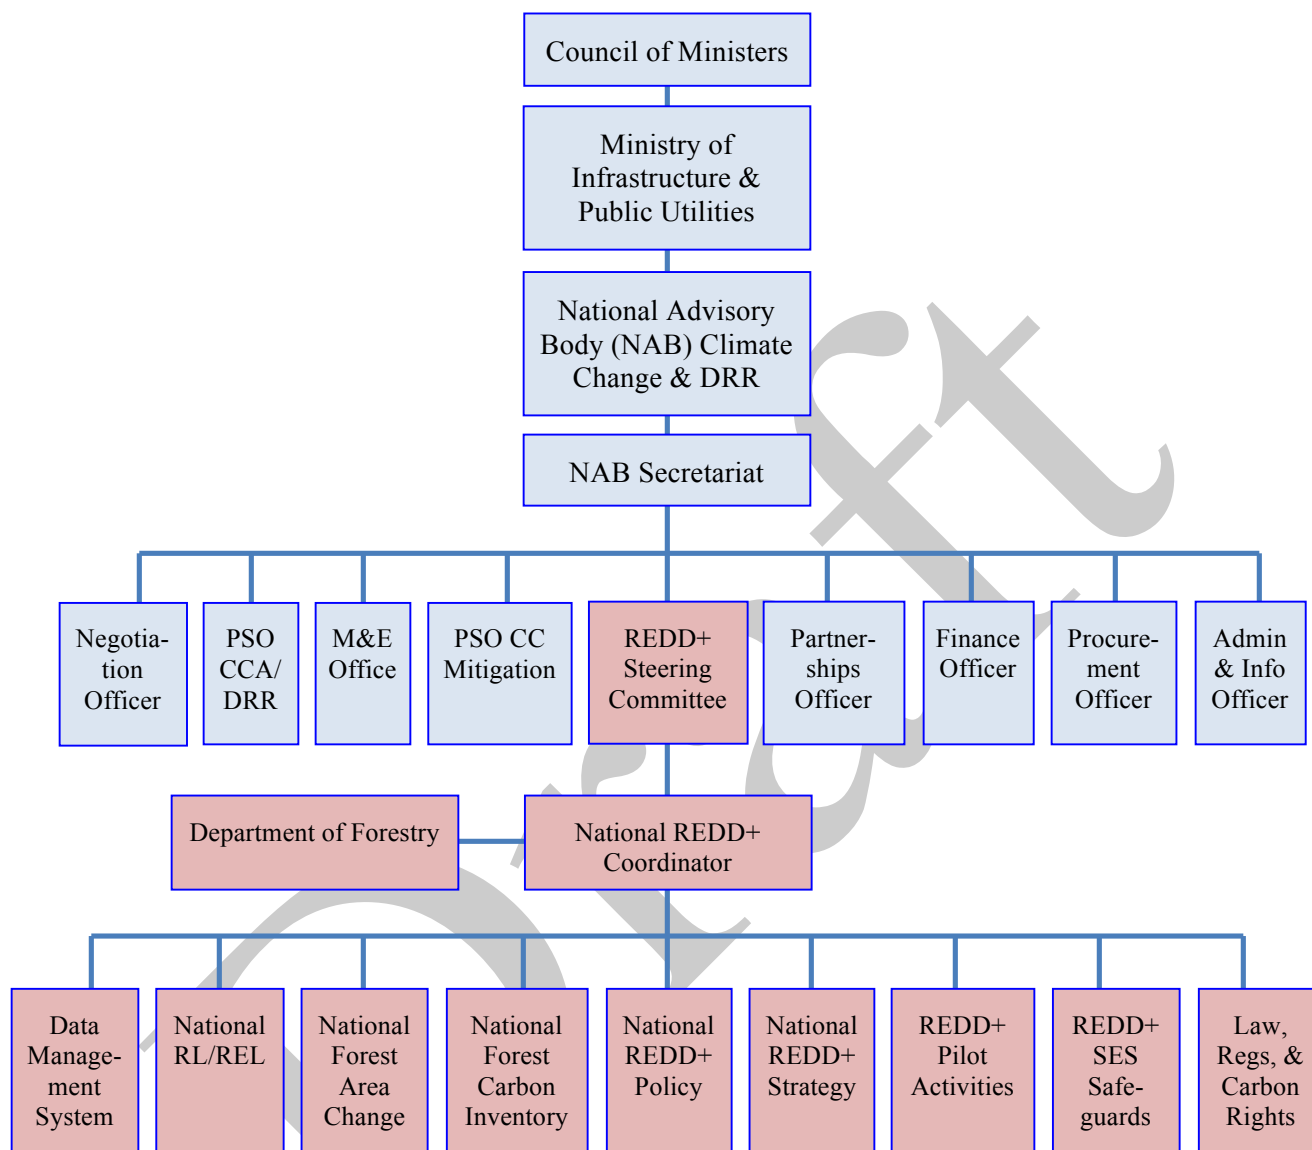 Council of Ministers
Ministry of
Infrastructure &
Public Utilities
National Advisory
Body (NAB) Climate
Change & DRR
NAB Secretariat
Negotia-
tion
Officer
PSO
CCA/
DRR
M&E
Office
PSO CC
Mitigation
REDD+
Steering
Committee
Partner-
ships
Officer
Finance
Officer
Procure-
ment
Officer
Admin
& Info
Officer
Department of Forestry
National REDD+
Coordinator
Data
Manage-
ment
System
National
RL/REL
National
Forest
Area
Change
National
Forest
Carbon
Inventory
National
REDD+
Policy
National
REDD+
Strategy
REDD+
Pilot
Activities
REDD+
SES
Safe-
guards
Law,
Regs, &
Carbon
Rights
Draft